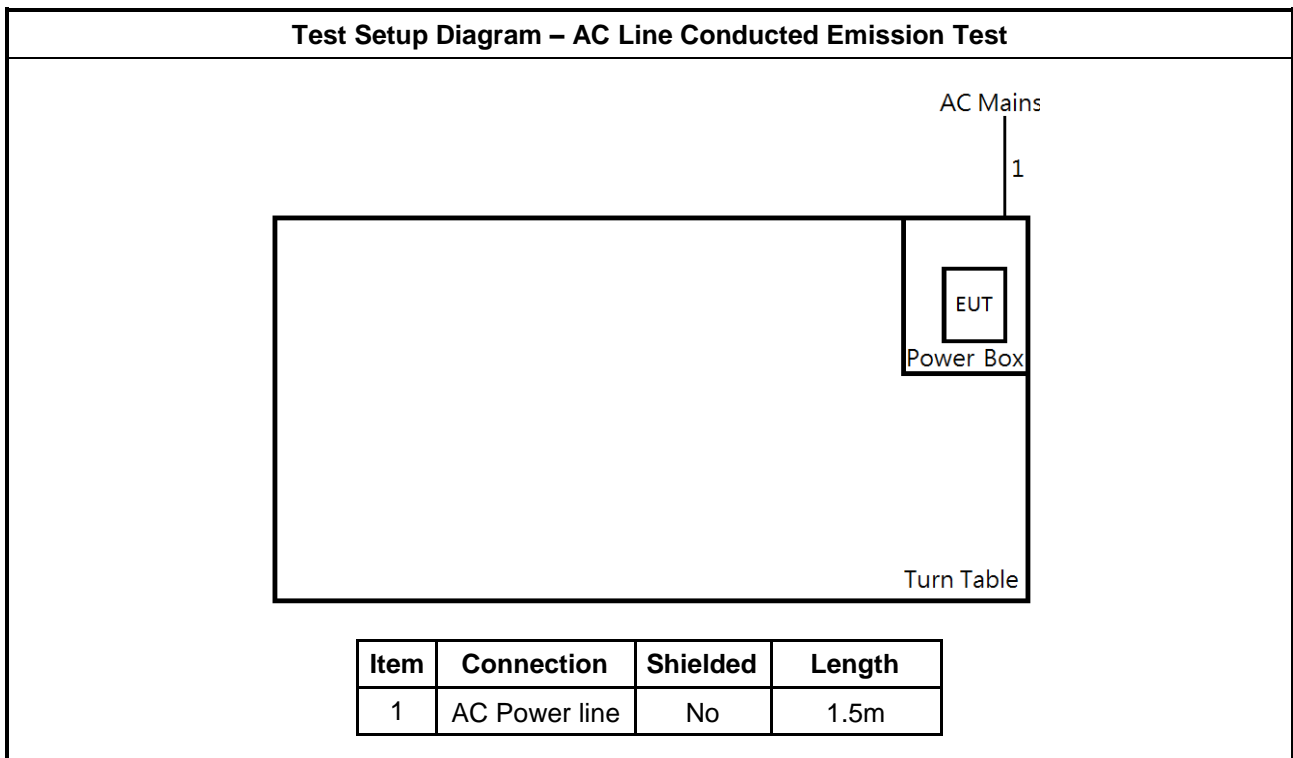 Test Setup Diagram – AC Line Conducted Emission Test
AC Mains
1
EUT
Power Box
Turn Table
Item Connection Shielded Length
1 AC Power line No 1.5m